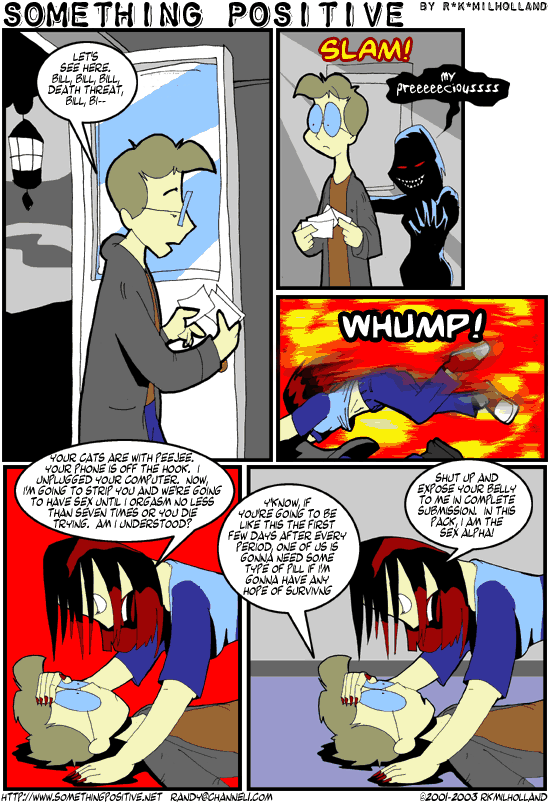 SOMETHING POSITIVE BY R*K*MILHOLLAND
LET'S
SEE HERE.
BILL, BILL, BILL,
DEATH THREAT,
BILL, BI--
SLAM!
my
preeeeeciousssss
WHUMP!
YOUR CATS ARE WITH PEEJEE.
YOUR PHONE IS OFF THE HOOK. I
UNPLUGGED YOUR COMPUTER. NOW,
I'M GOING TO STRIP YOU AND WE'RE GOING
TO HAVE SEX UNTIL I ORGASM NO LESS
THAN SEVEN TIMES OR YOU DIE
TRYING. AM I UNDERSTOOD?
Y'KNOW, IF
YOU'RE GOING TO BE
LIKE THIS THE FIRST
FEW DAYS AFTER EVERY
PERIOD, ONE OF US IS
GONNA NEED SOME
TYPE OF PILL IF I'M
GONNA HAVE ANY
HOPE OF SURVIVNG
SHUT UP AND
EXPOSE YOUR BELLY
TO ME IN COMPLETE
SUBMISSION. IN THIS
PACK, I AM THE
SEX ALPHA!
HTTP://WWW.SOMETHINGPOSITIVE.NET RANDY@CHANNEL1.COM ©2001-2003 RKMILHOLLAND